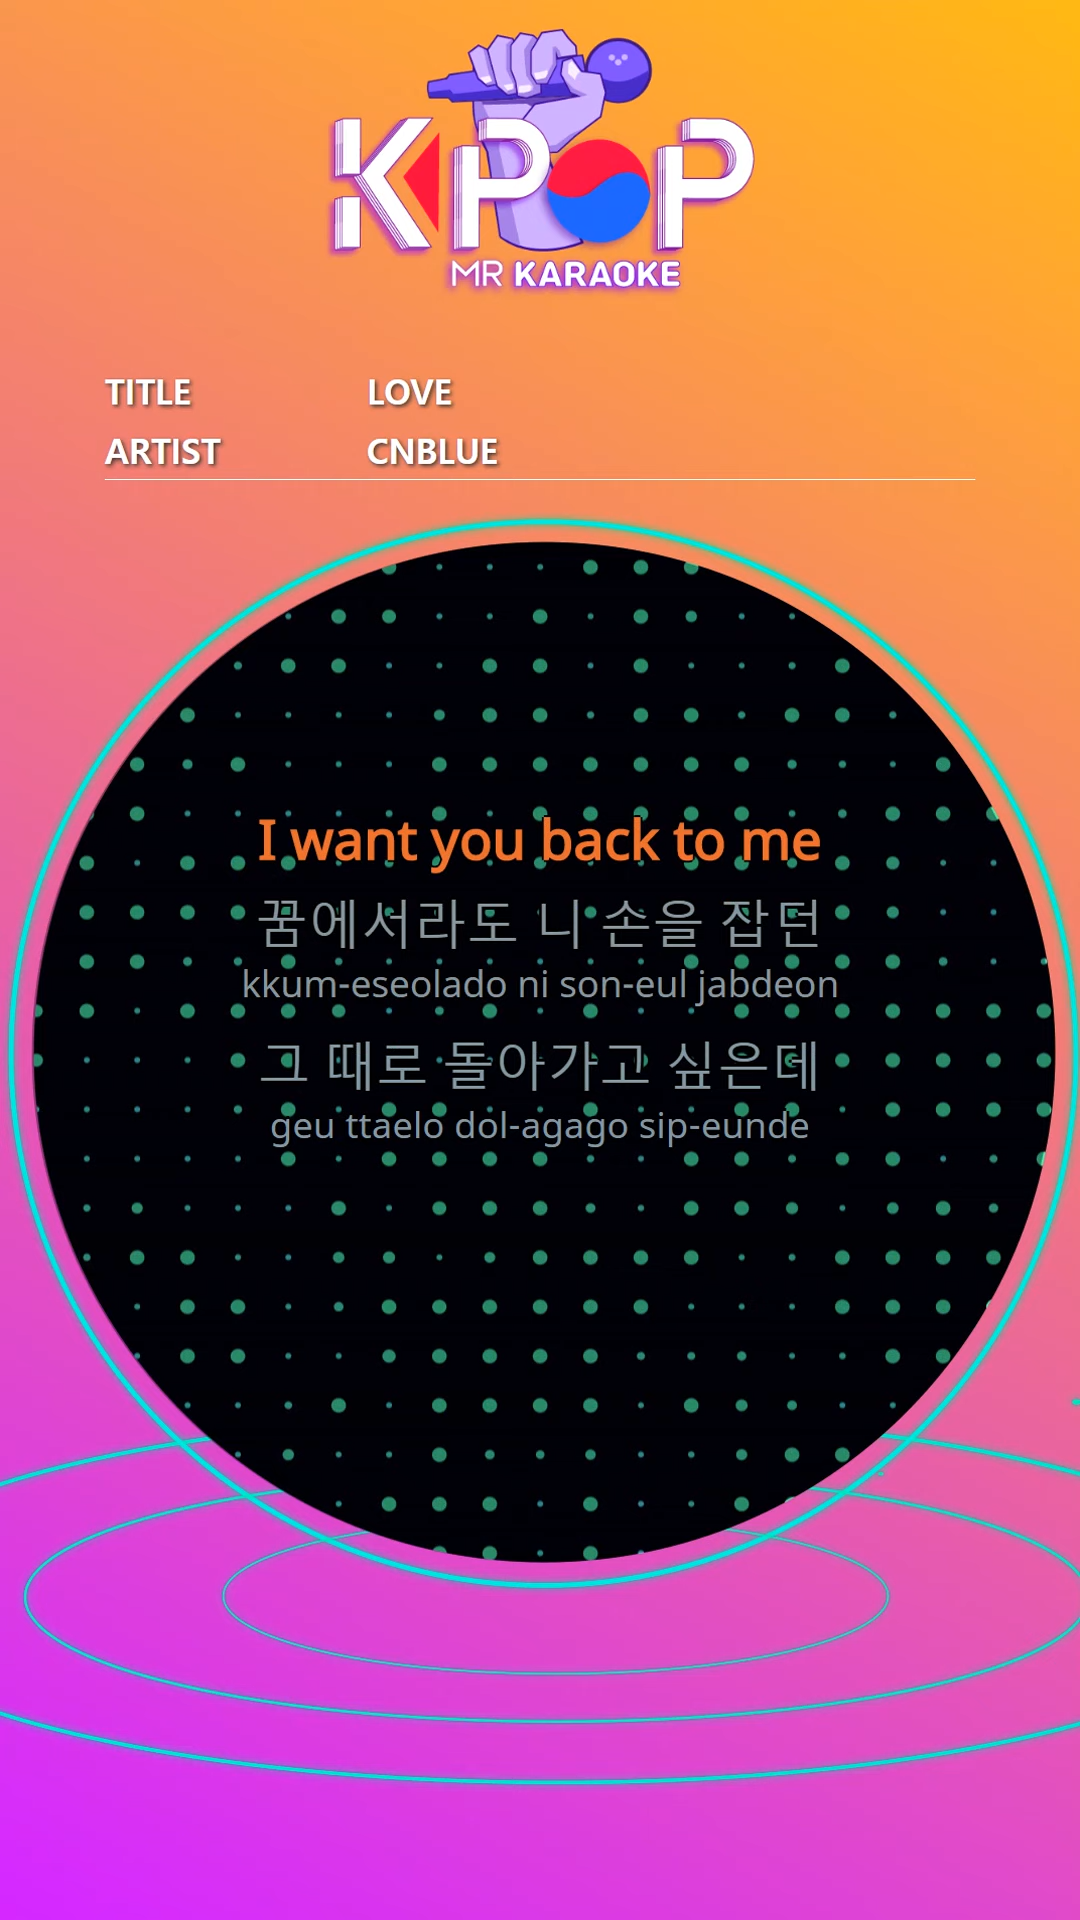 KPOP
MR KARAOKE
TITLE LOVE
ARTIST CNBLUE
I want you back to me
꿈에서라도 니 손을 잡던
kkum-eseolado ni son-eul jabdeon
그 때로 돌아가고 싶은데
geu ttaelo dol-agago sip-eunde